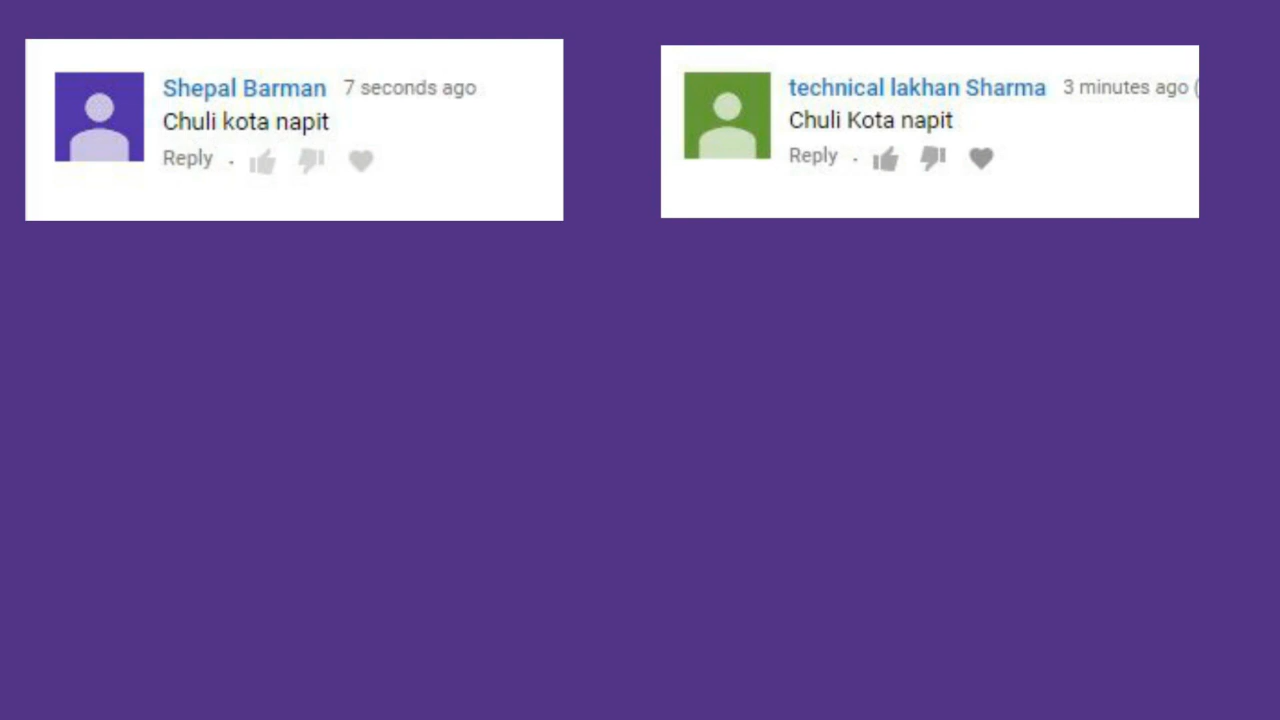 Shepal Barman 7 seconds ago
Chuli kota napit
Reply .
technical lakhan Sharma 3 minutes ago (
Chuli Kota napit
Reply .